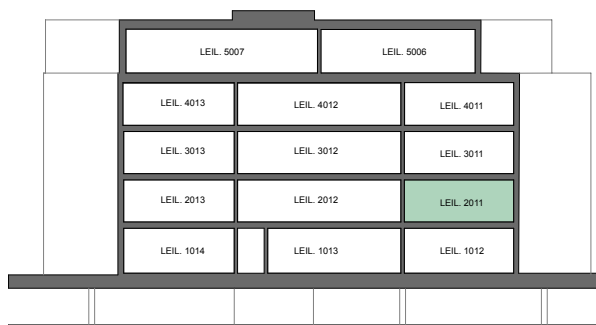 LEIL. 5007
LEIL. 5006
LEIL. 4013
LEIL. 4012
LEIL. 4011
LEIL. 3013
LEIL. 3012
LEIL. 3011
LEIL. 2013
LEIL. 2012
LEIL. 2011
LEIL. 1014
LEIL. 1013
LEIL. 1012